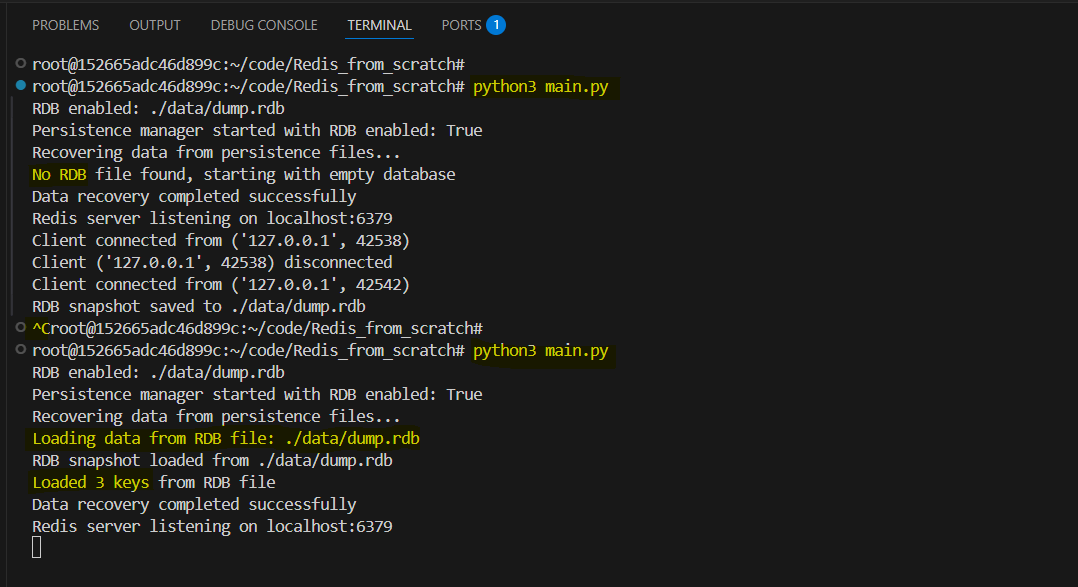 PROBLEMS OUTPUT DEBUG CONSOLE TERMINAL PORTS 1
root@152665adc46d899c:~/code/Redis_from_scratch#
root@152665adc46d899c:~/code/Redis_from_scratch# python3 main.py
RDB enabled: ./data/dump.rdb
Persistence manager started with RDB enabled: True
Recovering data from persistence files...
No RDB file found, starting with empty database
Data recovery completed successfully
Redis server listening on localhost:6379
Client connected from ('127.0.0.1', 42538)
Client ('127.0.0.1', 42538) disconnected
Client connected from ('127.0.0.1', 42542)
RDB snapshot saved to ./data/dump.rdb
^Croot@152665adc46d899c:~/code/Redis_from_scratch#
root@152665adc46d899c:~/code/Redis_from_scratch# python3 main.py
RDB enabled: ./data/dump.rdb
Persistence manager started with RDB enabled: True
Recovering data from persistence files...
Loading data from RDB file: ./data/dump.rdb
RDB snapshot loaded from ./data/dump.rdb
Loaded 3 keys from RDB file
Data recovery completed successfully
Redis server listening on localhost:6379